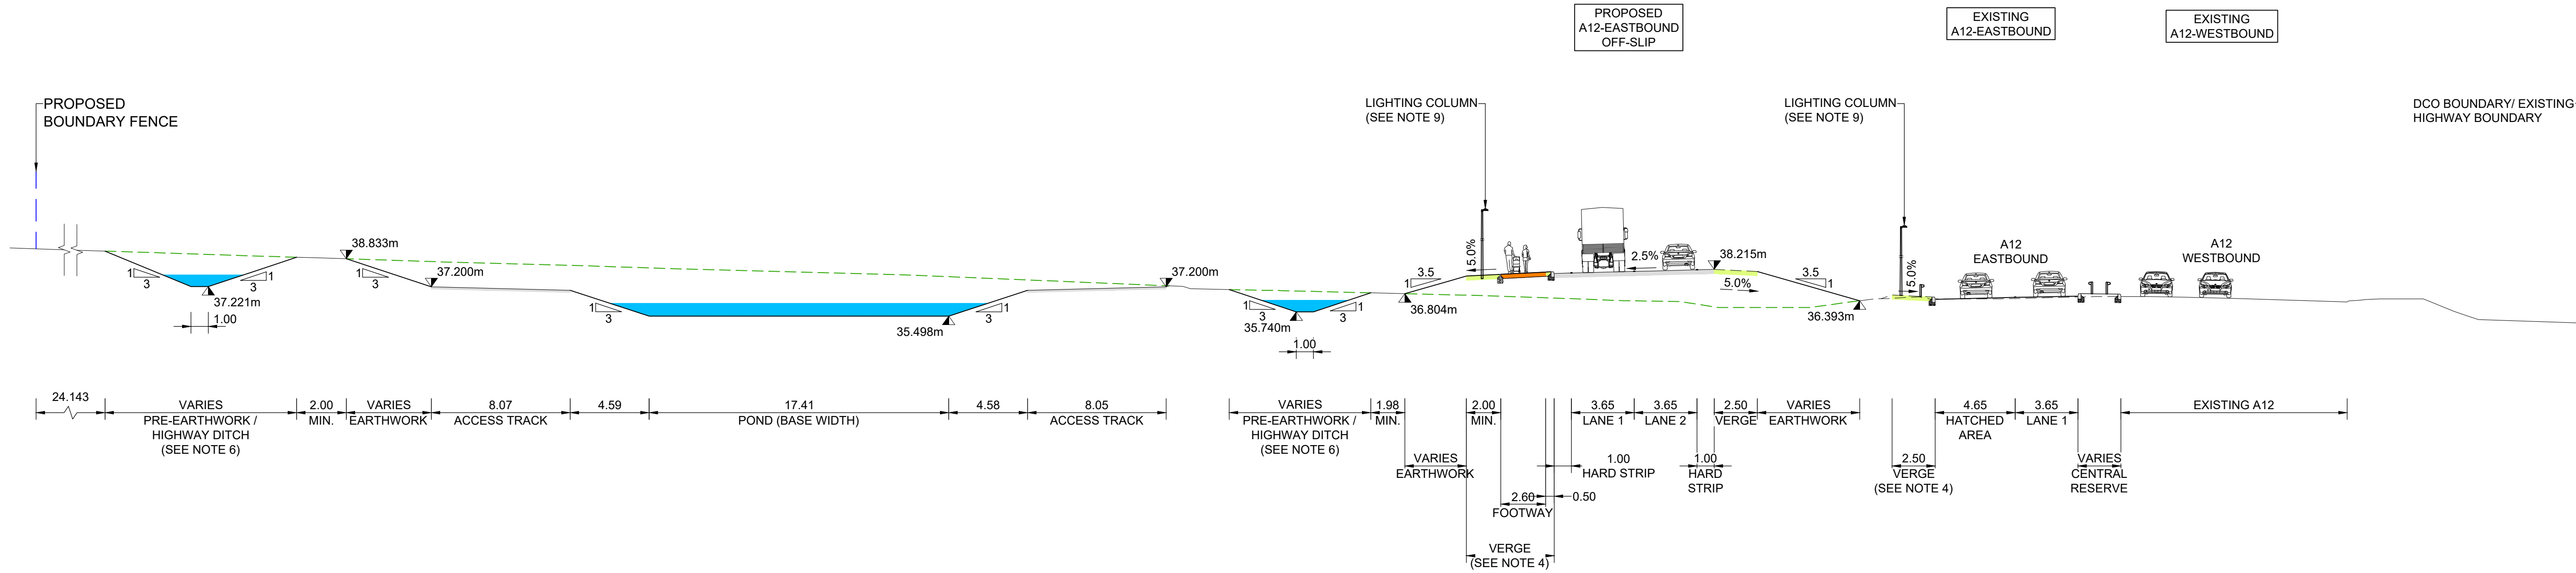 PROPOSED
A12-EASTBOUND
OFF-SLIP
EXISTING
A12-EASTBOUND
EXISTING
A12-WESTBOUND
PROPOSED
BOUNDARY FENCE
LIGHTING COLUMN
(SEE NOTE 9)
LIGHTING COLUMN
(SEE NOTE 9)
DCO BOUNDARY/ EXISTING
HIGHWAY BOUNDARY
38.833m
1
3
1
3
37.221m
1.00
1
3
37.200m
1
3
35.498m
1
3
37.200m
1
3
1
3
35.740m
1.00
3.5
1
36.804m
5.0%
2.5%
38.215m
5.0%
3.5
1
36.393m
5.0%
A12
EASTBOUND
A12
WESTBOUND
24.143
VARIES
PRE-EARTHWORK /
HIGHWAY DITCH
(SEE NOTE 6)
2.00
MIN.
VARIES
EARTHWORK
8.07
ACCESS TRACK
4.59
17.41
POND (BASE WIDTH)
4.58
8.05
ACCESS TRACK
VARIES
PRE-EARTHWORK /
HIGHWAY DITCH
(SEE NOTE 6)
1.98
MIN.
VARIES
EARTHWORK
2.00
MIN.
2.60
FOOTWAY
0.50
VERGE
(SEE NOTE 4)
1.00
HARD STRIP
3.65
LANE 1
3.65
LANE 2
1.00
HARD
STRIP
2.50
VERGE
VARIES
EARTHWORK
2.50
VERGE
(SEE NOTE 4)
4.65
HATCHED
AREA
3.65
LANE 1
VARIES
CENTRAL
RESERVE
EXISTING A12